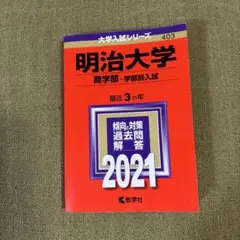 大学入試シリーズ
403
明治大学
商学部-学部別入試
最近3カ年
傾向と対策
過去問
解答
2021
教学社